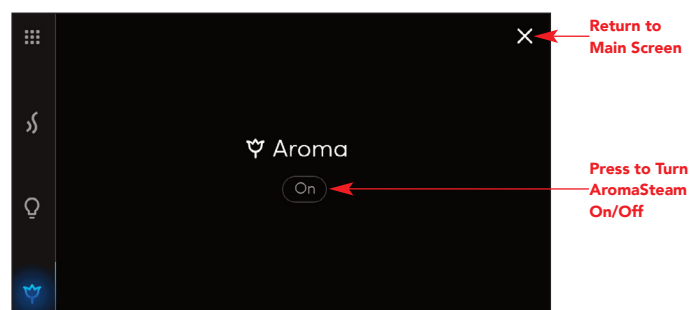 Return to
Main Screen
Aroma
On
Press to Turn
AromaSteam
On/Off